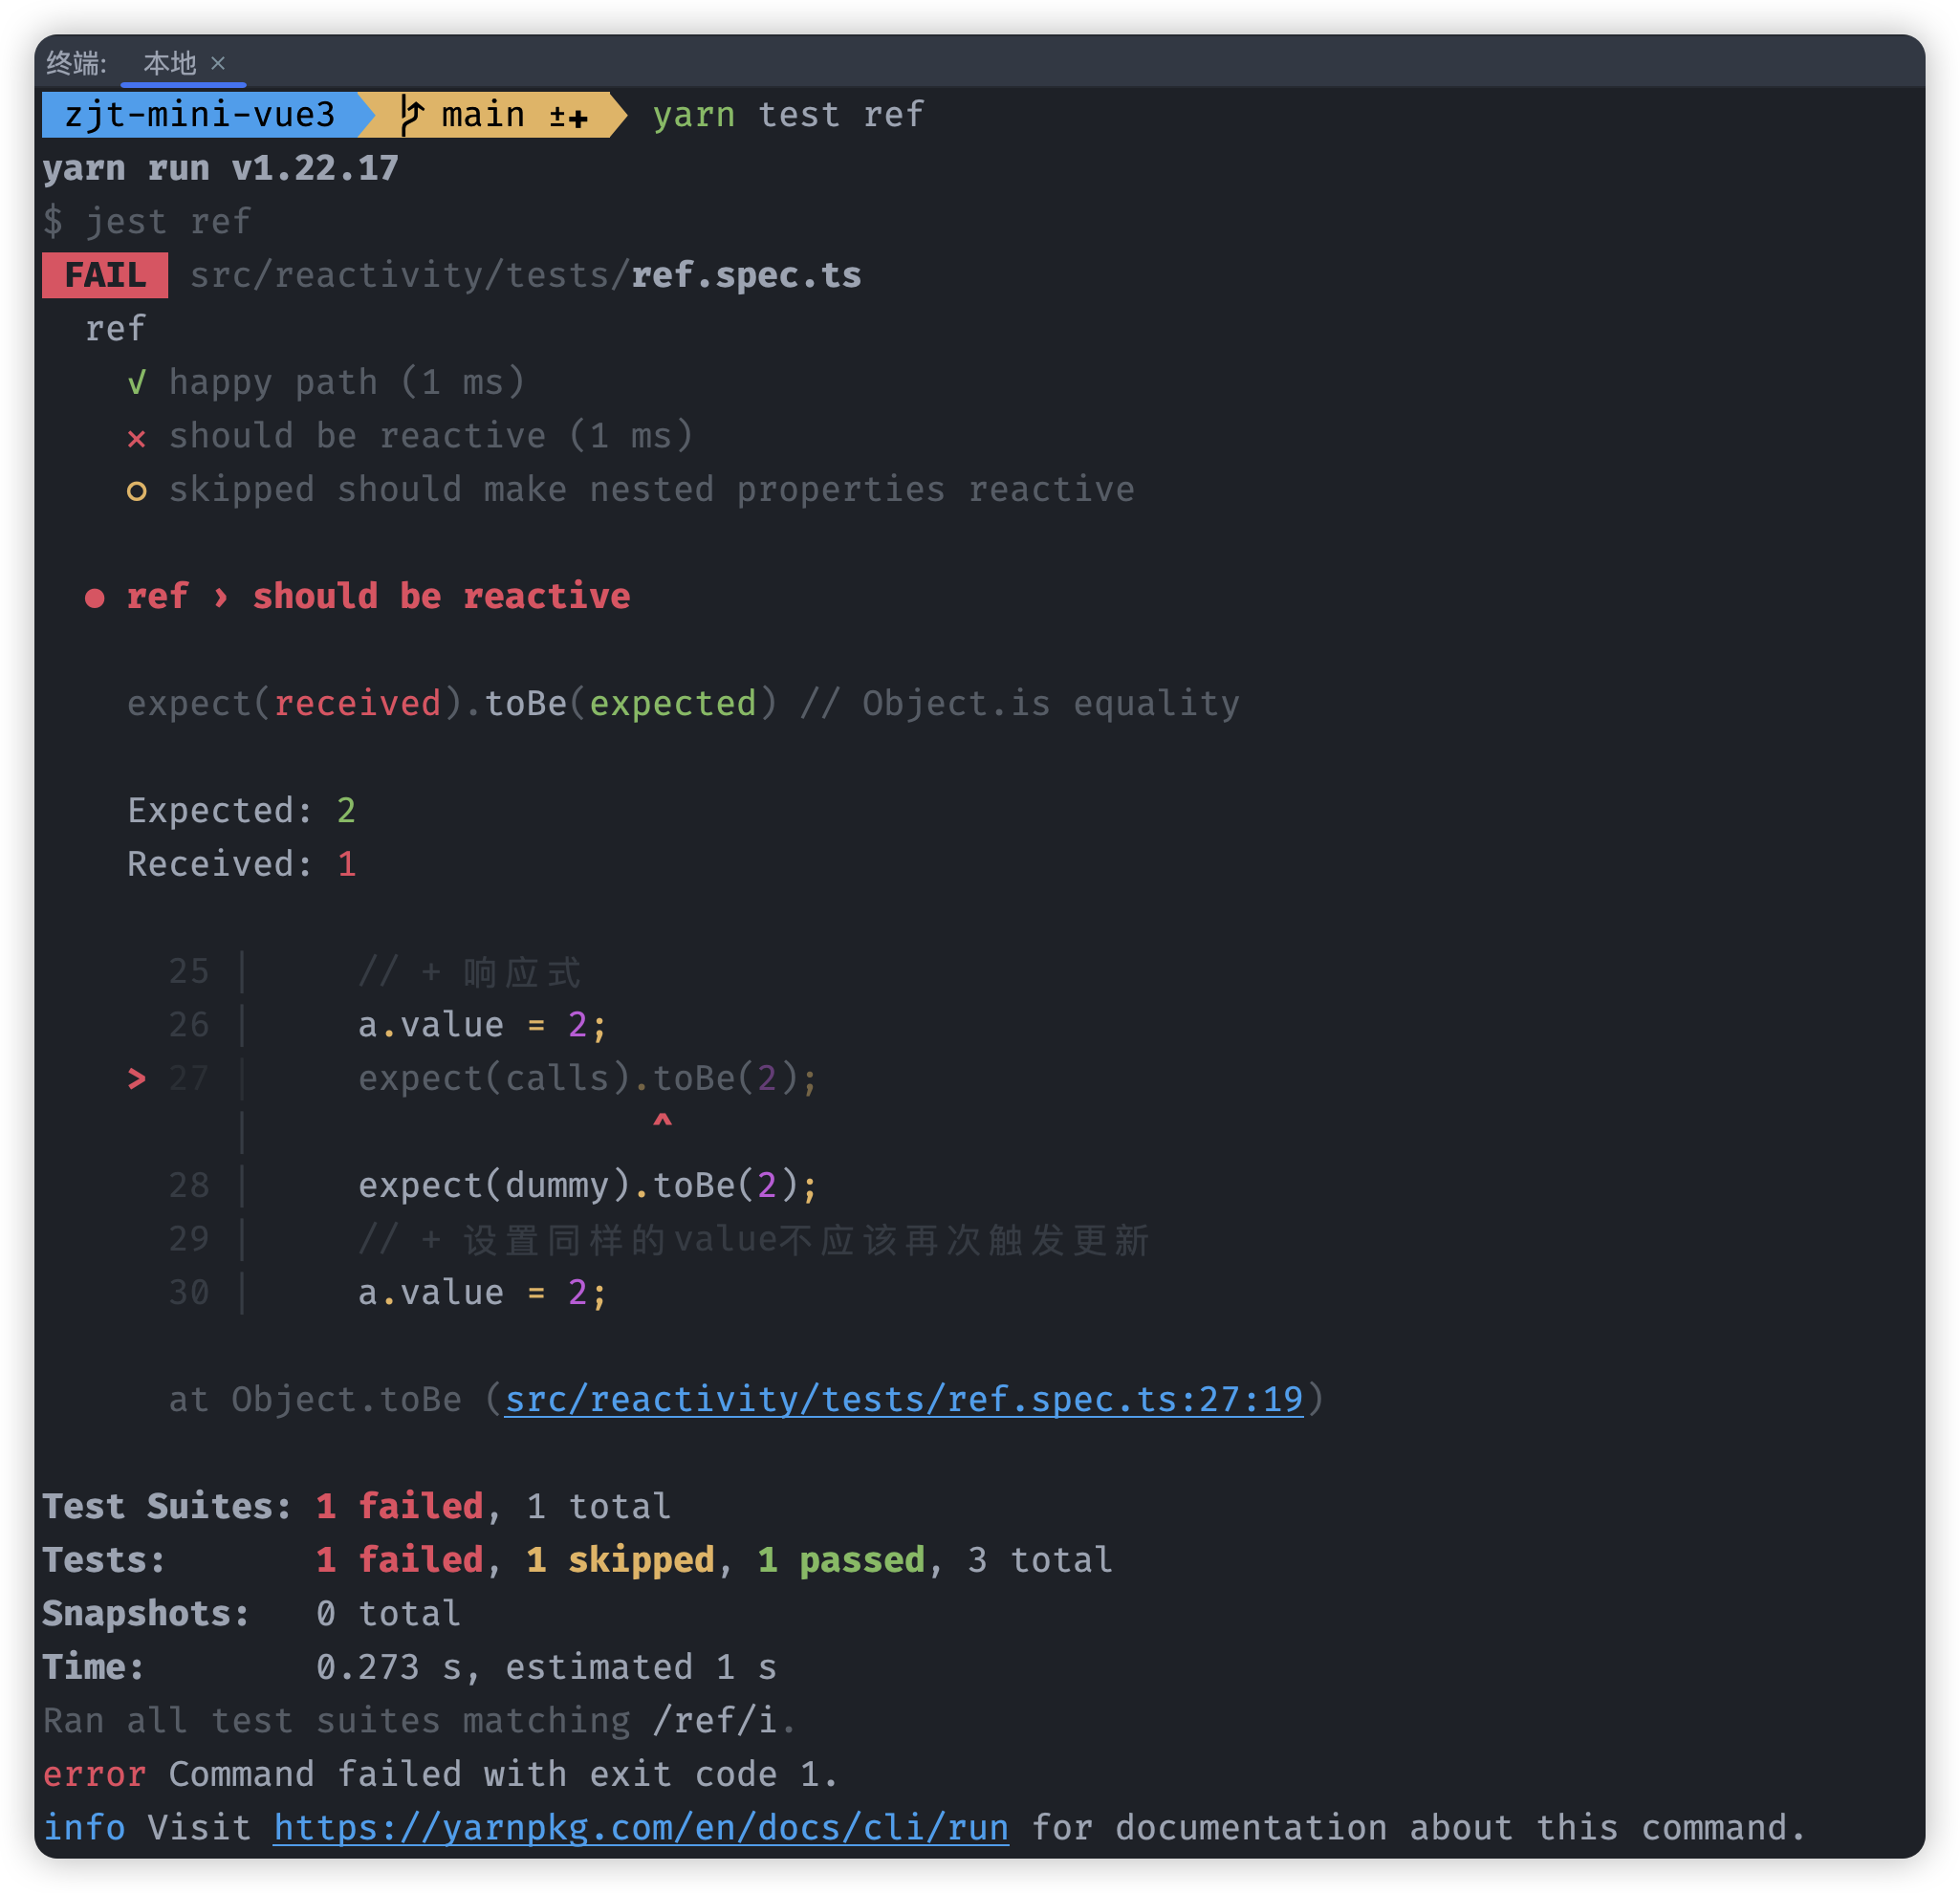 终端: 本地 ×
zjt-mini-vue3 main ±✚ yarn test ref
yarn run v1.22.17
$ jest ref
FAIL src/reactivity/tests/ref.spec.ts
ref
√ happy path (1 ms)
× should be reactive (1 ms)
○ skipped should make nested properties reactive
● ref › should be reactive
expect(received).toBe(expected) // Object.is equality
Expected: 2
Received: 1
25 | // + 响应式
26 | a.value = 2;
> 27 | expect(calls).toBe(2);
| ^
28 | expect(dummy).toBe(2);
29 | // + 设置同样的value不应该再次触发更新
30 | a.value = 2;
at Object.toBe (src/reactivity/tests/ref.spec.ts:27:19)
Test Suites: 1 failed, 1 total
Tests: 1 failed, 1 skipped, 1 passed, 3 total
Snapshots: 0 total
Time: 0.273 s, estimated 1 s
Ran all test suites matching /ref/i.
error Command failed with exit code 1.
info Visit https://yarnpkg.com/en/docs/cli/run for documentation about this command.